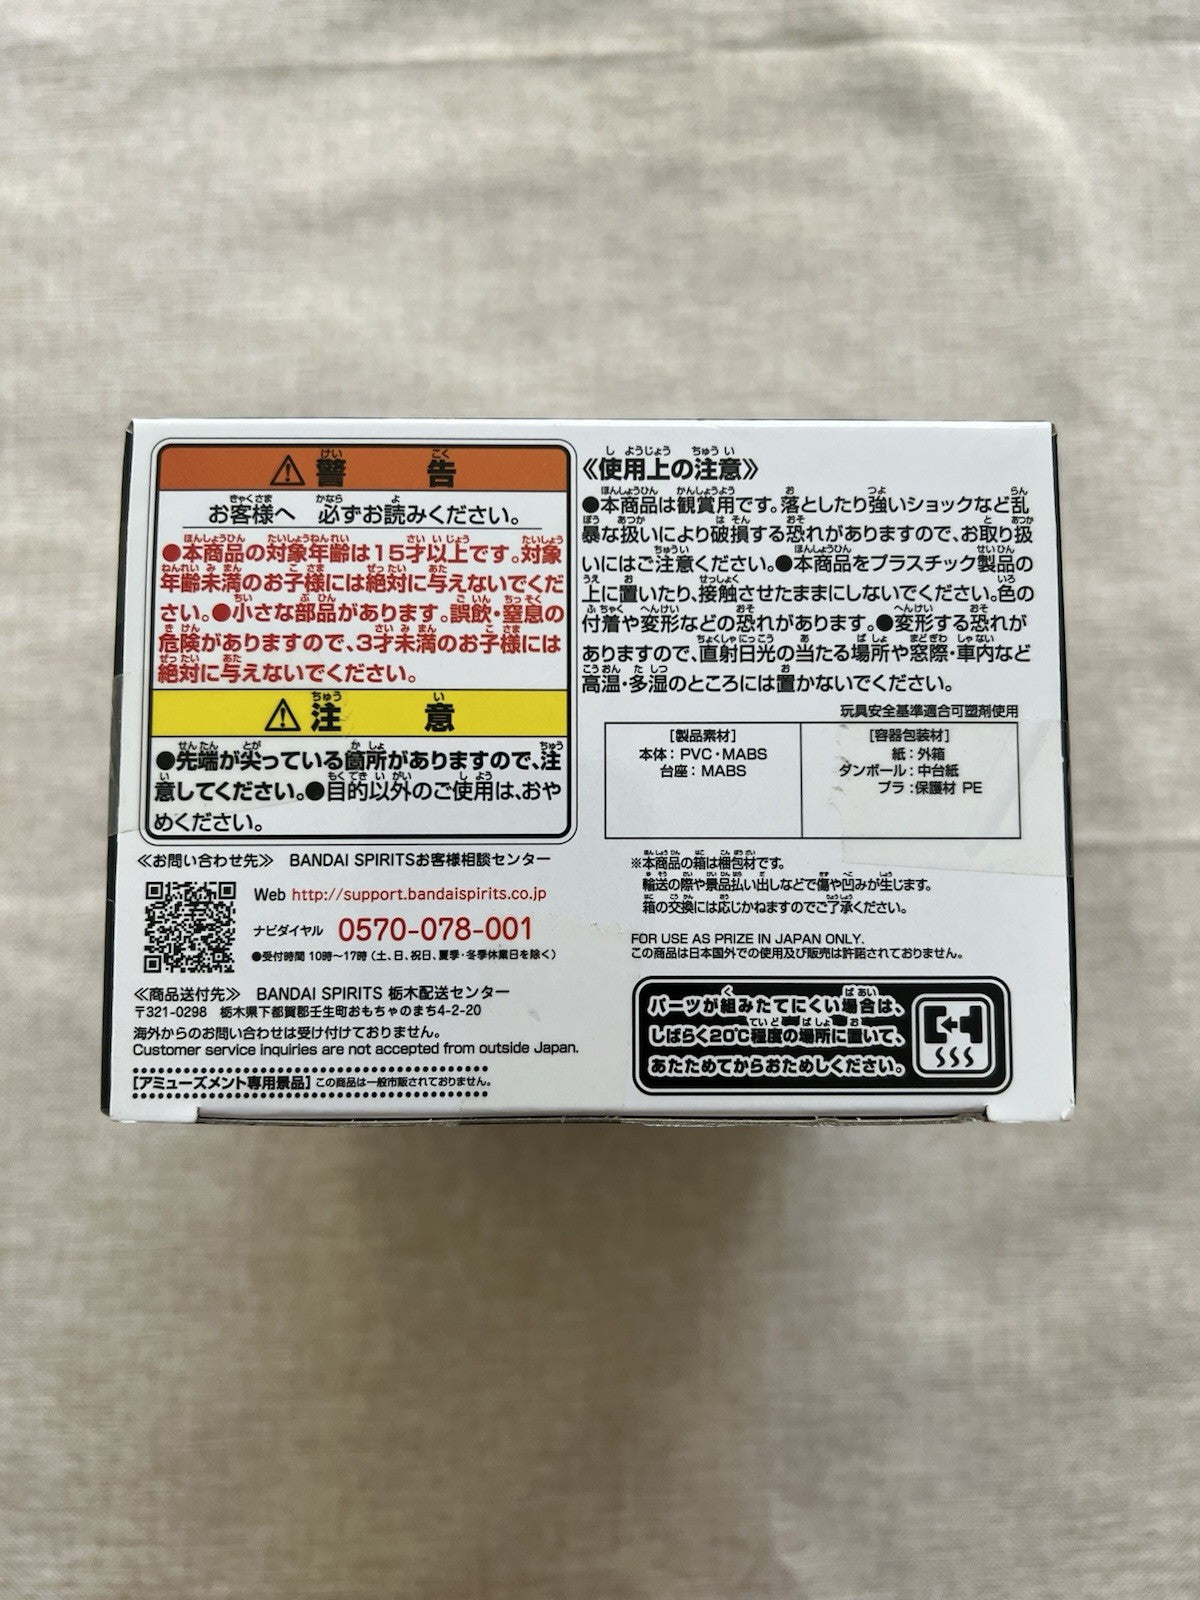 ⚠警告
お客様へ 必ずお読みください。
●本商品の対象年齢は15才以上です。対象
年齢未満のお子様には絶対に与えないでくだ
さい。●小さな部品があります。誤飲・窒息の
危険がありますので、3才未満のお子様には
絶対に与えないでください。
⚠注意
●先端が尖っている箇所がありますので、注
意してください。●目的以外のご使用は、おや
めください。
≪お問い合わせ先≫ BANDAI SPIRITSお客様相談センター
Web http://support.bandaispirits.co.jp
ナビダイヤル 0570-078-001
●受付時間 10時〜17時(土、日、祝日、夏季・冬季休業日を除く)
≪商品送付先≫ BANDAI SPIRITS 栃木配送センター
〒321-0298 栃木県下都賀郡壬生町おもちゃのまち4-2-20
海外からのお問い合わせは受け付けておりません。
Customer service inquiries are not accepted from outside Japan.
[アミューズメント専用景品] この商品は一般市販されておりません。
≪使用上の注意≫
●本商品は観賞用です。落としたり強いショックなど乱
暴な扱いにより破損する恐れがありますので、お取り扱
いにはご注意ください。●本商品をプラスチック製品の
上に置いたり、接触させたままにしないでください。色の
付着や変形などの恐れがあります。●変形する恐れが
ありますので、直射日光の当たる場所や窓際・車内など
高温・多湿のところには置かないでください。
玩具安全基準適合可塑剤使用
[製品素材]
本体:PVC・MABS
台座:MABS
[容器包装材]
紙:外箱
ダンボール:中台紙
プラ:保護材 PE
※本商品の箱は梱包材です。
輸送の際や景品払い出しなどで傷や凹みが生じます。
箱の交換には応じかねますのでご了承ください。
FOR USE AS PRIZE IN JAPAN ONLY.
この商品は日本国外での使用及び販売は許諾されておりません。
パーツが組みたてにくい場合は、
しばらく20℃程度の場所に置いて、
あたためてからおためしください。